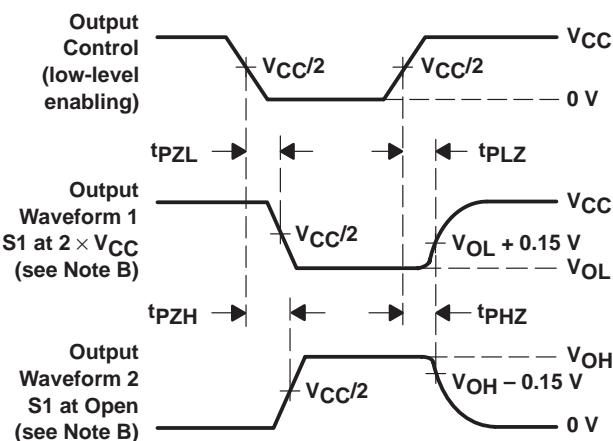 Output
Control
(low-level
enabling)
VCC/2
VCC/2
VCC
0 V
tPZL
tPLZ
Output
Waveform 1
S1 at 2 × VCC
(see Note B)
VCC/2
VCC
VOL + 0.15 V
VOL
tPZH
tPHZ
Output
Waveform 2
S1 at Open
(see Note B)
VCC/2
VOH
VOH – 0.15 V
0 V